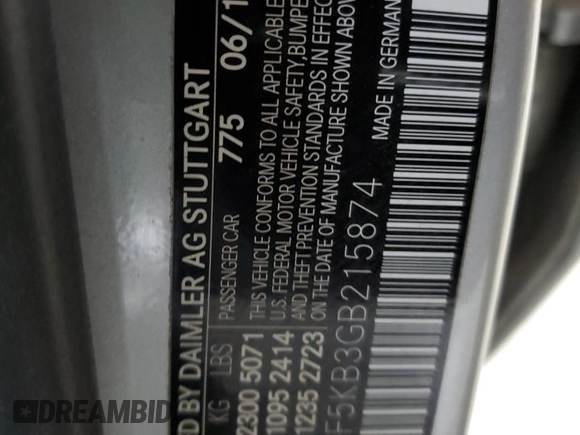 D BY DAIMLER AG STUTTGART
775 06/1
PASSENGER CAR
KG LBS
2300 5071
1095 2414
1235 2723
THIS VEHICLE CONFORMS TO ALL APPLICABLE
U.S. FEDERAL MOTOR VEHICLE SAFETY, BUMPE
AND THEFT PREVENTION STANDARDS IN EFFEC
ON THE DATE OF MANUFACTURE SHOWN ABOV
F5KB3GB215874
MADE IN GERMAN
DREAMBID